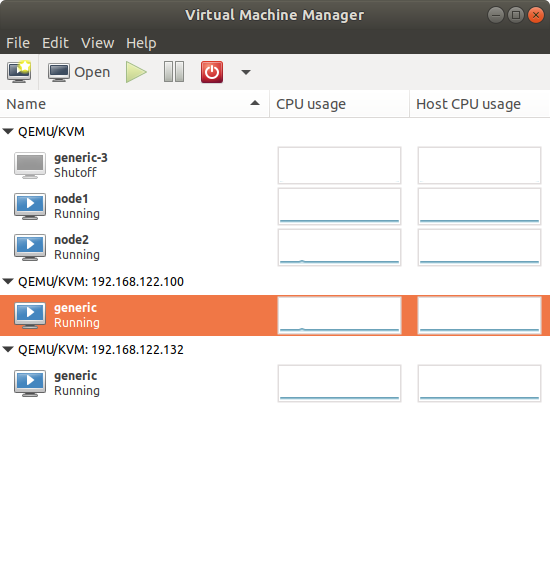 Virtual Machine Manager
File Edit View Help
Open
Name CPU usage Host CPU usage
QEMU/KVM
generic-3
Shutoff
node1
Running
node2
Running
QEMU/KVM: 192.168.122.100
generic
Running
QEMU/KVM: 192.168.122.132
generic
Running